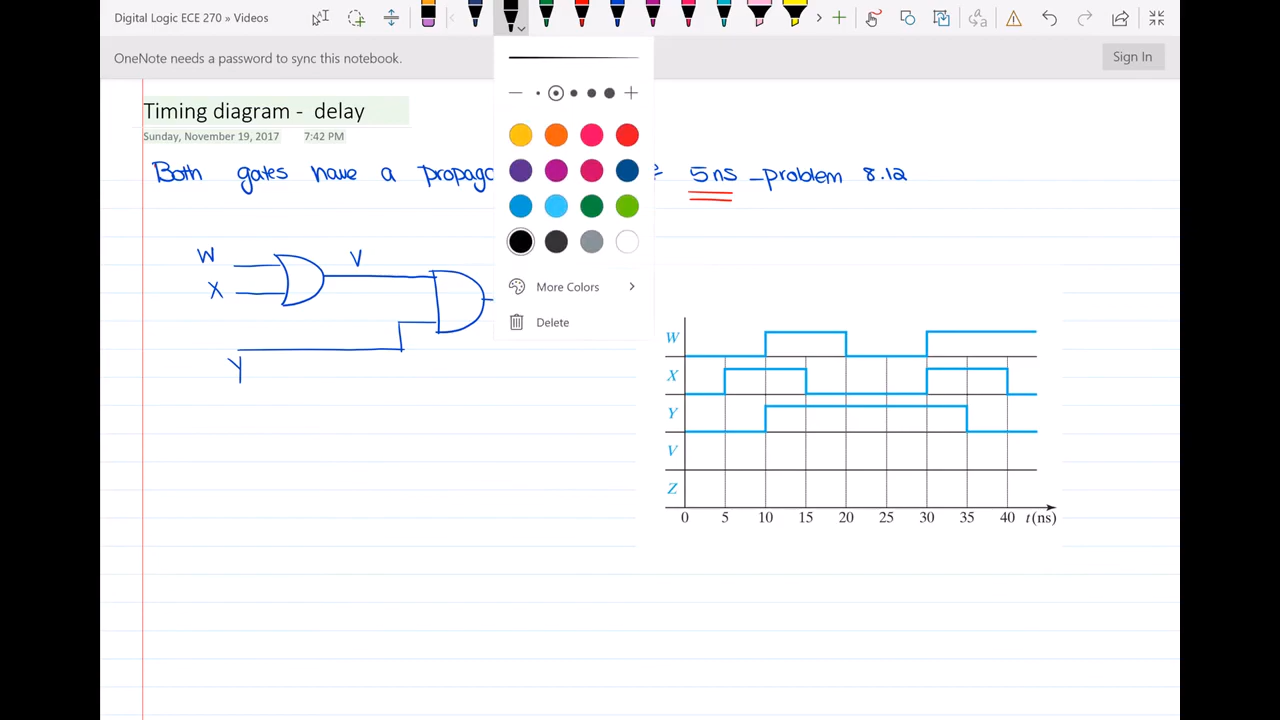 Digital Logic ECE 270 » Videos
OneNote needs a password to sync this notebook.
Sign In
Timing diagram - delay
Sunday, November 19, 2017 7:42 PM
Both gates have a propaga 5ns - problem 8.12
More Colors
Delete
W
X
V
Y
W
X
Y
V
Z
0 5 10 15 20 25 30 35 40 t(ns)